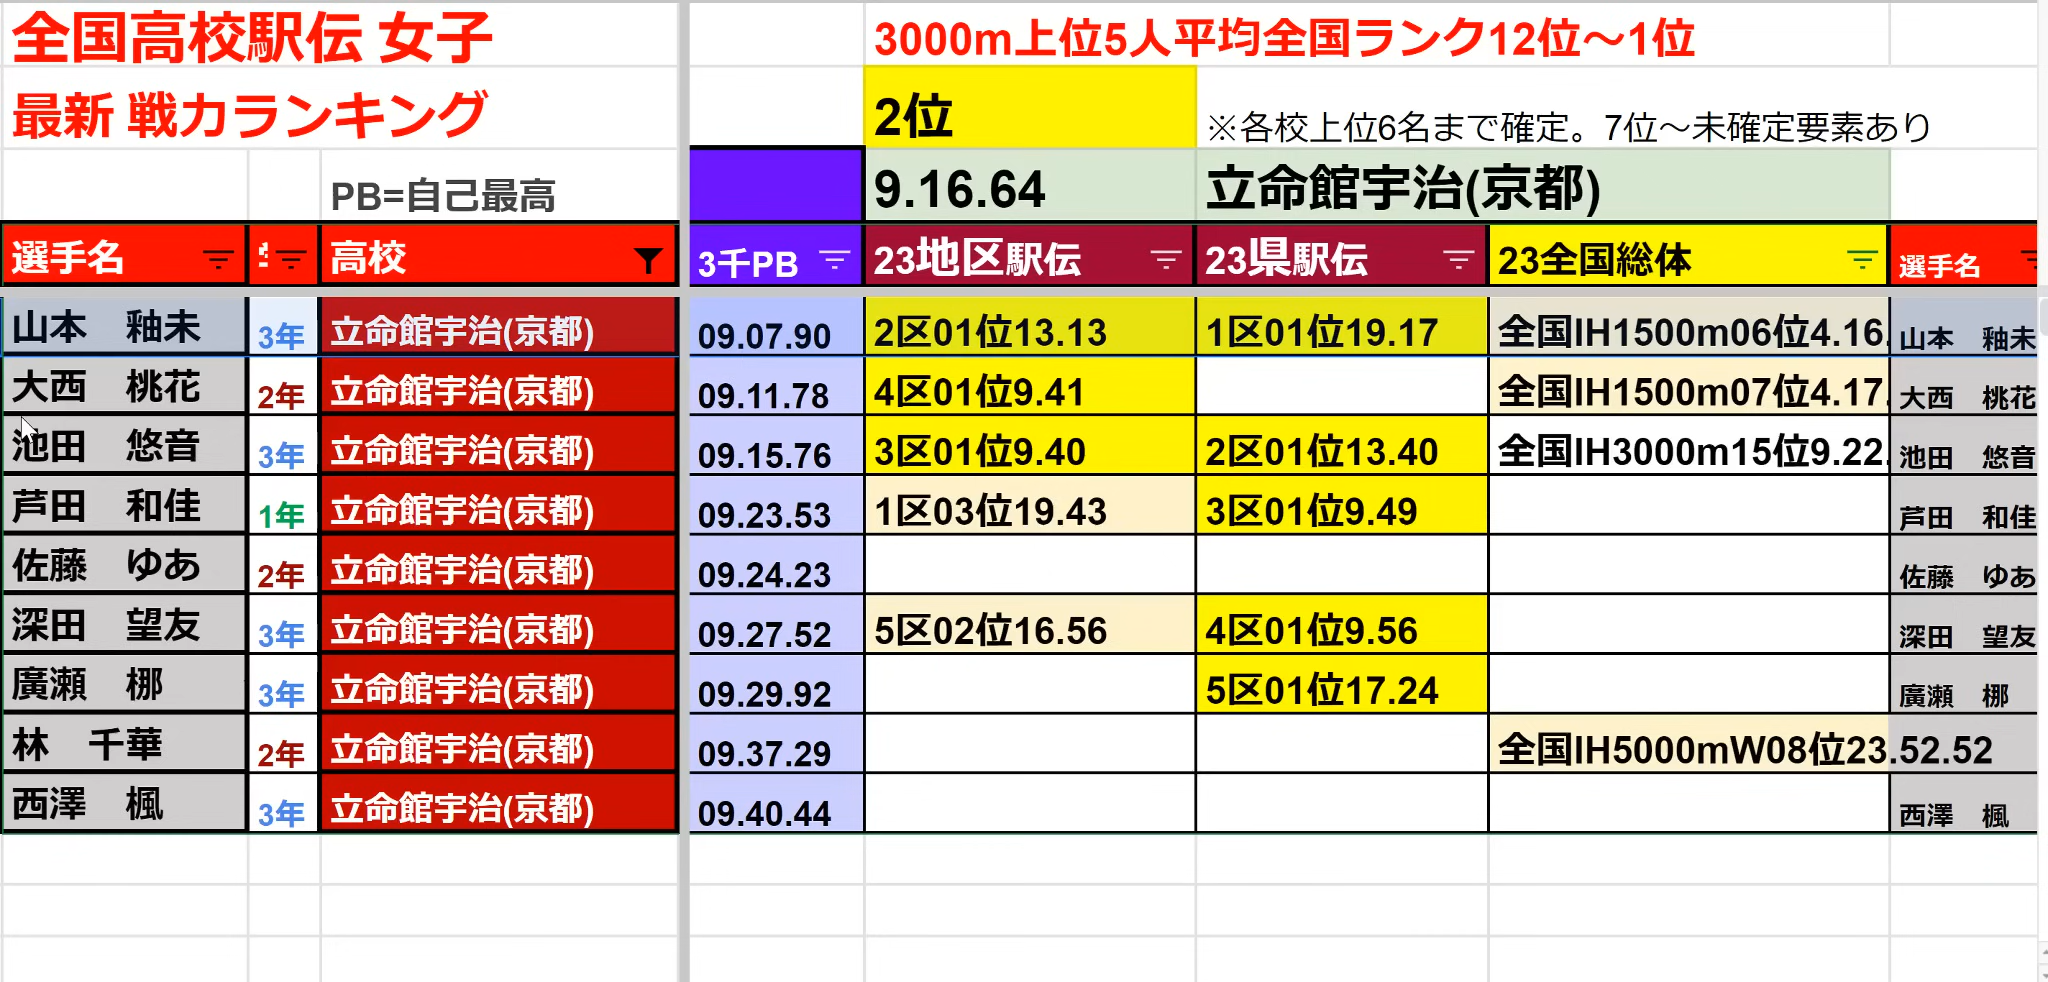 全国高校駅伝 女子
3000m上位5人平均全国ランク12位～1位
最新 戦力ランキング
2位
※各校上位6名まで確定。7位～未確定要素あり
PB=自己最高
9.16.64
立命館宇治(京都)
選手名 高校 3千PB 23地区駅伝 23県駅伝 23全国総体 選手名
山本　釉未 3年 立命館宇治(京都) 09.07.90 2区01位13.13 1区01位19.17 全国IH1500m06位4.16. 山本　釉未
大西　桃花 2年 立命館宇治(京都) 09.11.78 4区01位9.41 全国IH1500m07位4.17. 大西　桃花
池田　悠音 3年 立命館宇治(京都) 09.15.76 3区01位9.40 2区01位13.40 全国IH3000m15位9.22. 池田　悠音
芦田　和佳 1年 立命館宇治(京都) 09.23.53 1区03位19.43 3区01位9.49 芦田　和佳
佐藤　ゆあ 2年 立命館宇治(京都) 09.24.23 佐藤　ゆあ
深田　望友 3年 立命館宇治(京都) 09.27.52 5区02位16.56 4区01位9.56 深田　望友
廣瀬　梛 3年 立命館宇治(京都) 09.29.92 5区01位17.24 廣瀬　梛
林　千華 2年 立命館宇治(京都) 09.37.29 全国IH5000mW08位23.52.52
西澤　楓 3年 立命館宇治(京都) 09.40.44 西澤　楓